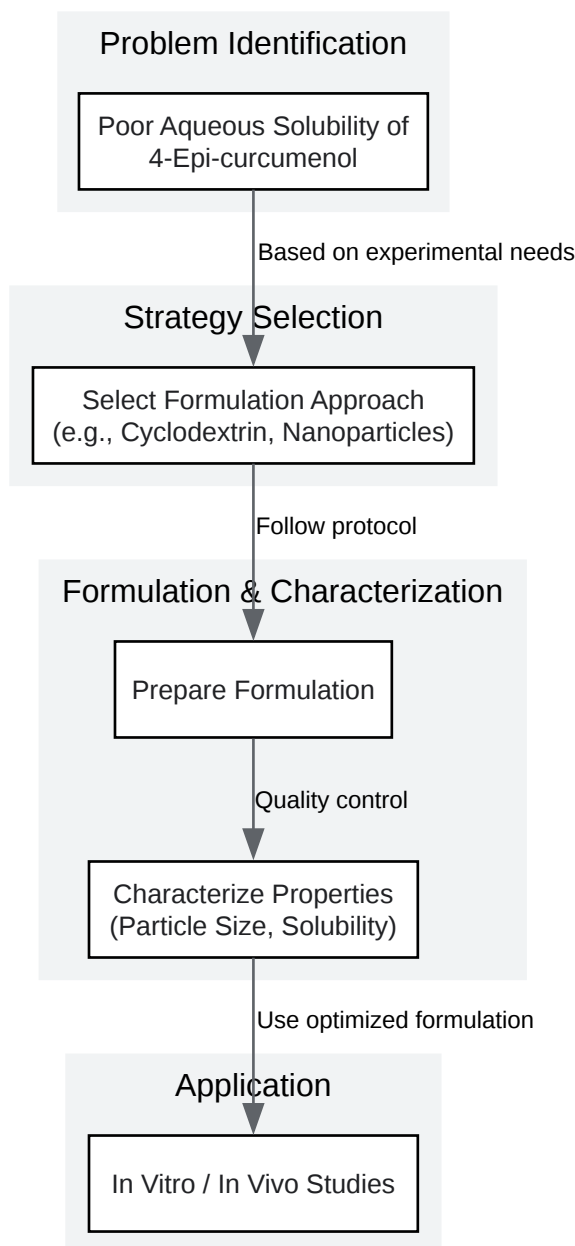 Problem Identification
Poor Aqueous Solubility of
4-Epi-curcumenol
Based on experimental needs
Strategy Selection
Select Formulation Approach
(e.g., Cyclodextrin, Nanoparticles)
Follow protocol
Formulation & Characterization
Prepare Formulation
Quality control
Characterize Properties
(Particle Size, Solubility)
Use optimized formulation
Application
In Vitro / In Vivo Studies